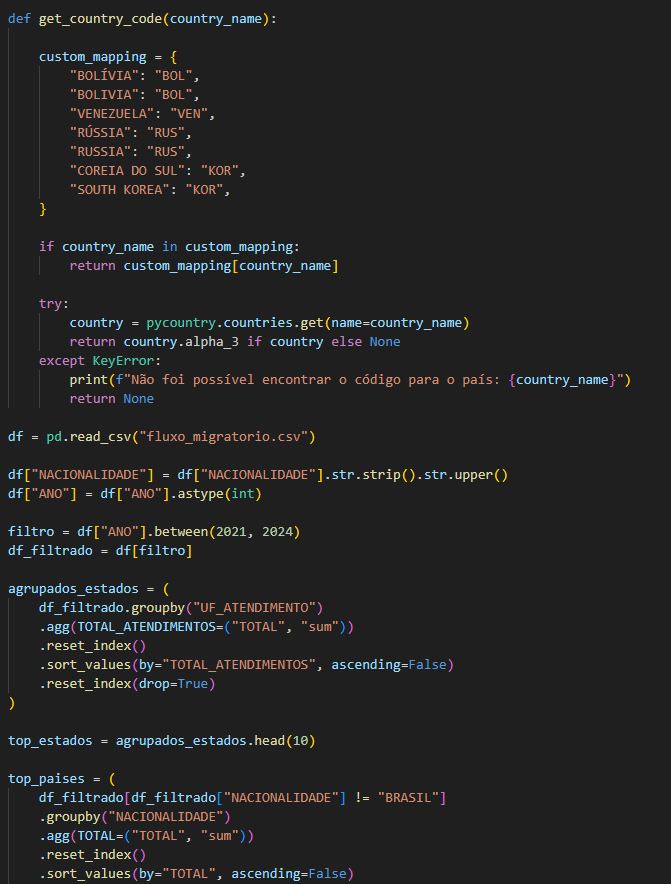 def get_country_code(country_name):
    custom_mapping = {
        "BOLÍVIA": "BOL",
        "BOLIVIA": "BOL",
        "VENEZUELA": "VEN",
        "RÚSSIA": "RUS",
        "RUSSIA": "RUS",
        "COREIA DO SUL": "KOR",
        "SOUTH KOREA": "KOR",
    }
    if country_name in custom_mapping:
        return custom_mapping[country_name]
    try:
        country = pycountry.countries.get(name=country_name)
        return country.alpha_3 if country else None
    except KeyError:
        print(f"Não foi possível encontrar o código para o país: {country_name}")
        return None
df = pd.read_csv("fluxo_migratorio.csv")
df["NACIONALIDADE"] = df["NACIONALIDADE"].str.strip().str.upper()
df["ANO"] = df["ANO"].astype(int)
filtro = df["ANO"].between(2021, 2024)
df_filtrado = df[filtro]
agrupados_estados = (
    df_filtrado.groupby("UF_ATENDIMENTO")
    .agg(TOTAL_ATENDIMENTOS=("TOTAL", "sum"))
    .reset_index()
    .sort_values(by="TOTAL_ATENDIMENTOS", ascending=False)
    .reset_index(drop=True)
)
top_estados = agrupados_estados.head(10)
top_paises = (
    df_filtrado[df_filtrado["NACIONALIDADE"] != "BRASIL"]
    .groupby("NACIONALIDADE")
    .agg(TOTAL=("TOTAL", "sum"))
    .reset_index()
    .sort_values(by="TOTAL", ascending=False)